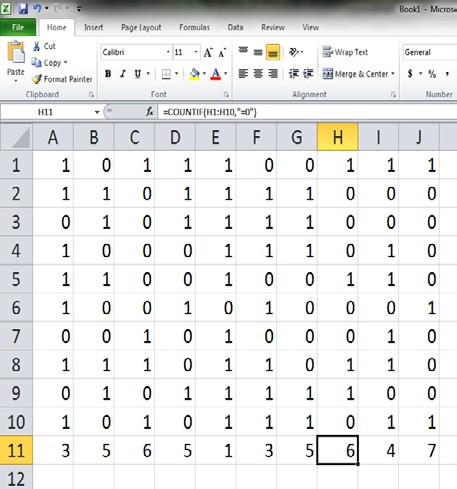 Book1 - Microsof
File Home Insert Page Layout Formulas Data Review View
Paste
Cut
Copy
Format Painter
Clipboard
Calibri 11 A A
B I U A
Font
Alignment
Wrap Text
Merge & Center
General
$ % ,
Number
H11 fx =COUNTIF(H1:H10,"=0")
A B C D E F G H I J
1 1 0 1 1 1 0 0 1 1 1
2 1 1 0 1 1 1 1 0 0 0
3 0 1 0 1 1 1 1 0 0 0
4 1 0 0 0 1 1 1 0 1 0
5 1 1 0 0 1 0 0 1 1 0
6 1 0 0 1 0 1 0 0 0 1
7 0 0 1 0 1 0 0 0 1 0
8 1 1 1 0 1 1 0 1 1 0
9 0 1 0 1 1 1 1 1 0 0
10 1 0 1 0 1 1 1 0 1 1
11 3 5 6 5 1 3 5 6 4 7
12